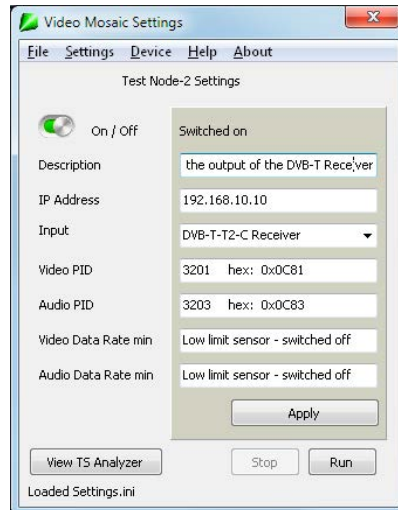 Video Mosaic Settings
File Settings Device Help About
Test Node-2 Settings
On / Off Switched on
Description the output of the DVB-T Receiver
IP Address 192.168.10.10
Input DVB-T-T2-C Receiver
Video PID 3201 hex: 0x0C81
Audio PID 3203 hex: 0x0C83
Video Data Rate min Low limit sensor - switched off
Audio Data Rate min Low limit sensor - switched off
Apply
View TS Analyzer Stop Run
Loaded Settings.ini